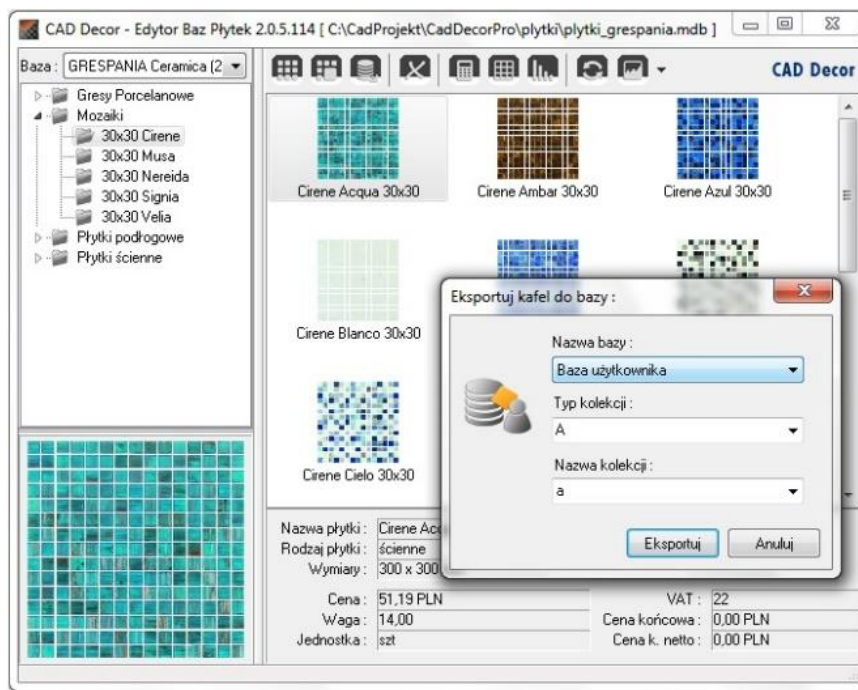 CAD Decor - Edytor Baz Płytek 2.0.5.114 [ C:\CadProjekt\CadDecorPro\plytki\plytki_grespania.mdb ]
Baza : GRESPANIA Ceramica (2
CAD Decor
Gresy Porcelanowe
Mozaiki
30x30 Cirene
30x30 Musa
30x30 Nereida
30x30 Signia
30x30 Velia
Płytki podłogowe
Płytki ścienne
Cirene Acqua 30x30
Cirene Ambar 30x30
Cirene Azul 30x30
Cirene Blanco 30x30
Cirene Cielo 30x30
Eksportuj kafel do bazy :
Nazwa bazy :
Baza użytkownika
Typ kolekcji :
A
Nazwa kolekcji :
a
Eksportuj
Anuluj
Nazwa płytki : Cirene Acq
Rodzaj płytki : ścienne
Wymiary : 300 x 300
Cena : 51,19 PLN
VAT : 22
Waga : 14,00
Cena końcowa : 0,00 PLN
Jednostka : szt
Cena k. netto : 0,00 PLN